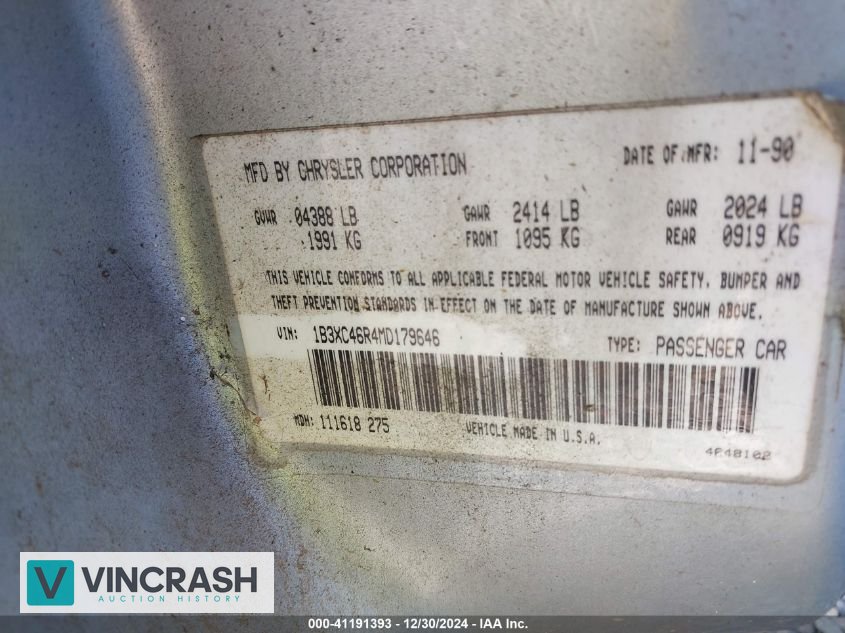 MFD BY CHRYSLER CORPORATION DATE OF MFR: 11-90
GVWR 04388 LB GAWR 2414 LB GAWR 2024 LB
1991 KG FRONT 1095 KG REAR 0919 KG
THIS VEHICLE CONFORMS TO ALL APPLICABLE FEDERAL MOTOR VEHICLE SAFETY, BUMPER AND
THEFT PREVENTION STANDARDS IN EFFECT ON THE DATE OF MANUFACTURE SHOWN ABOVE.
VIN: 1B3XC46R4MD179646 TYPE: PASSENGER CAR
MDH: 111618 275 VEHICLE MADE IN U.S.A.
4648102
VINCRASH
AUCTION HISTORY
000-41191393 - 12/30/2024 - IAA Inc.